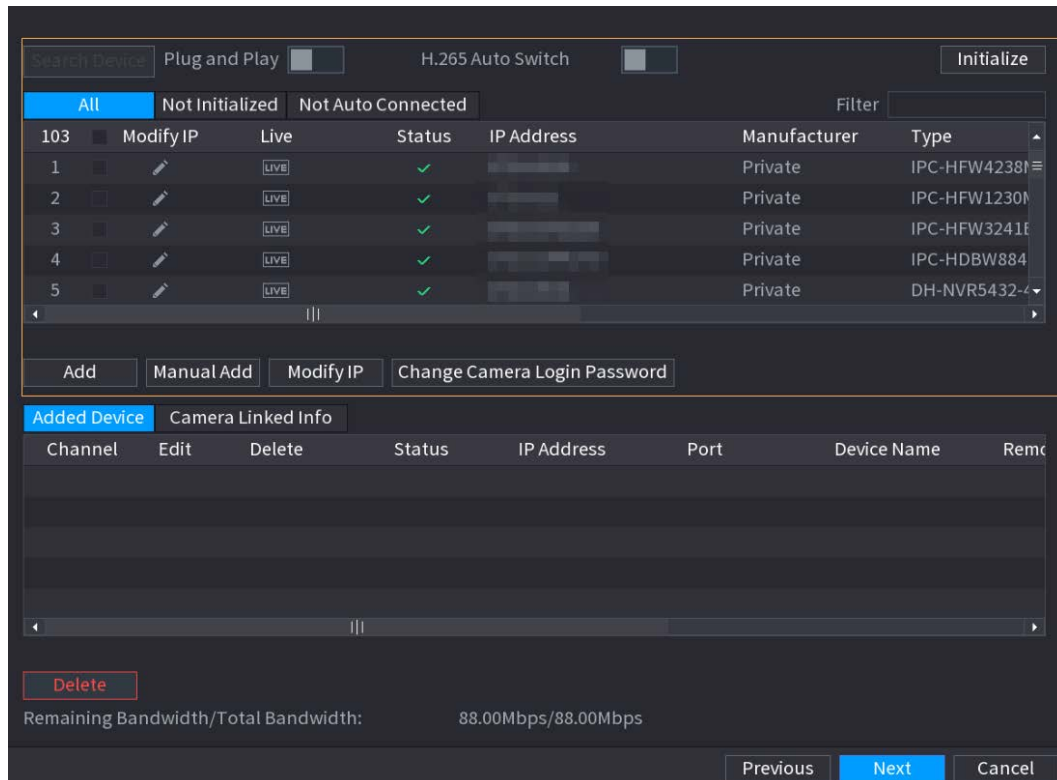 Search Device Plug and Play H.265 Auto Switch Initialize
All Not Initialized Not Auto Connected Filter
103 Modify IP Live Status IP Address Manufacturer Type
1 LIVE Private IPC-HFW4238
2 LIVE Private IPC-HFW1230
3 LIVE Private IPC-HFW3241
4 LIVE Private IPC-HDBW884
5 LIVE Private DH-NVR5432-4
Add Manual Add Modify IP Change Camera Login Password
Added Device Camera Linked Info
Channel Edit Delete Status IP Address Port Device Name Remo
Delete
Remaining Bandwidth/Total Bandwidth: 88.00Mbps/88.00Mbps
Previous Next Cancel